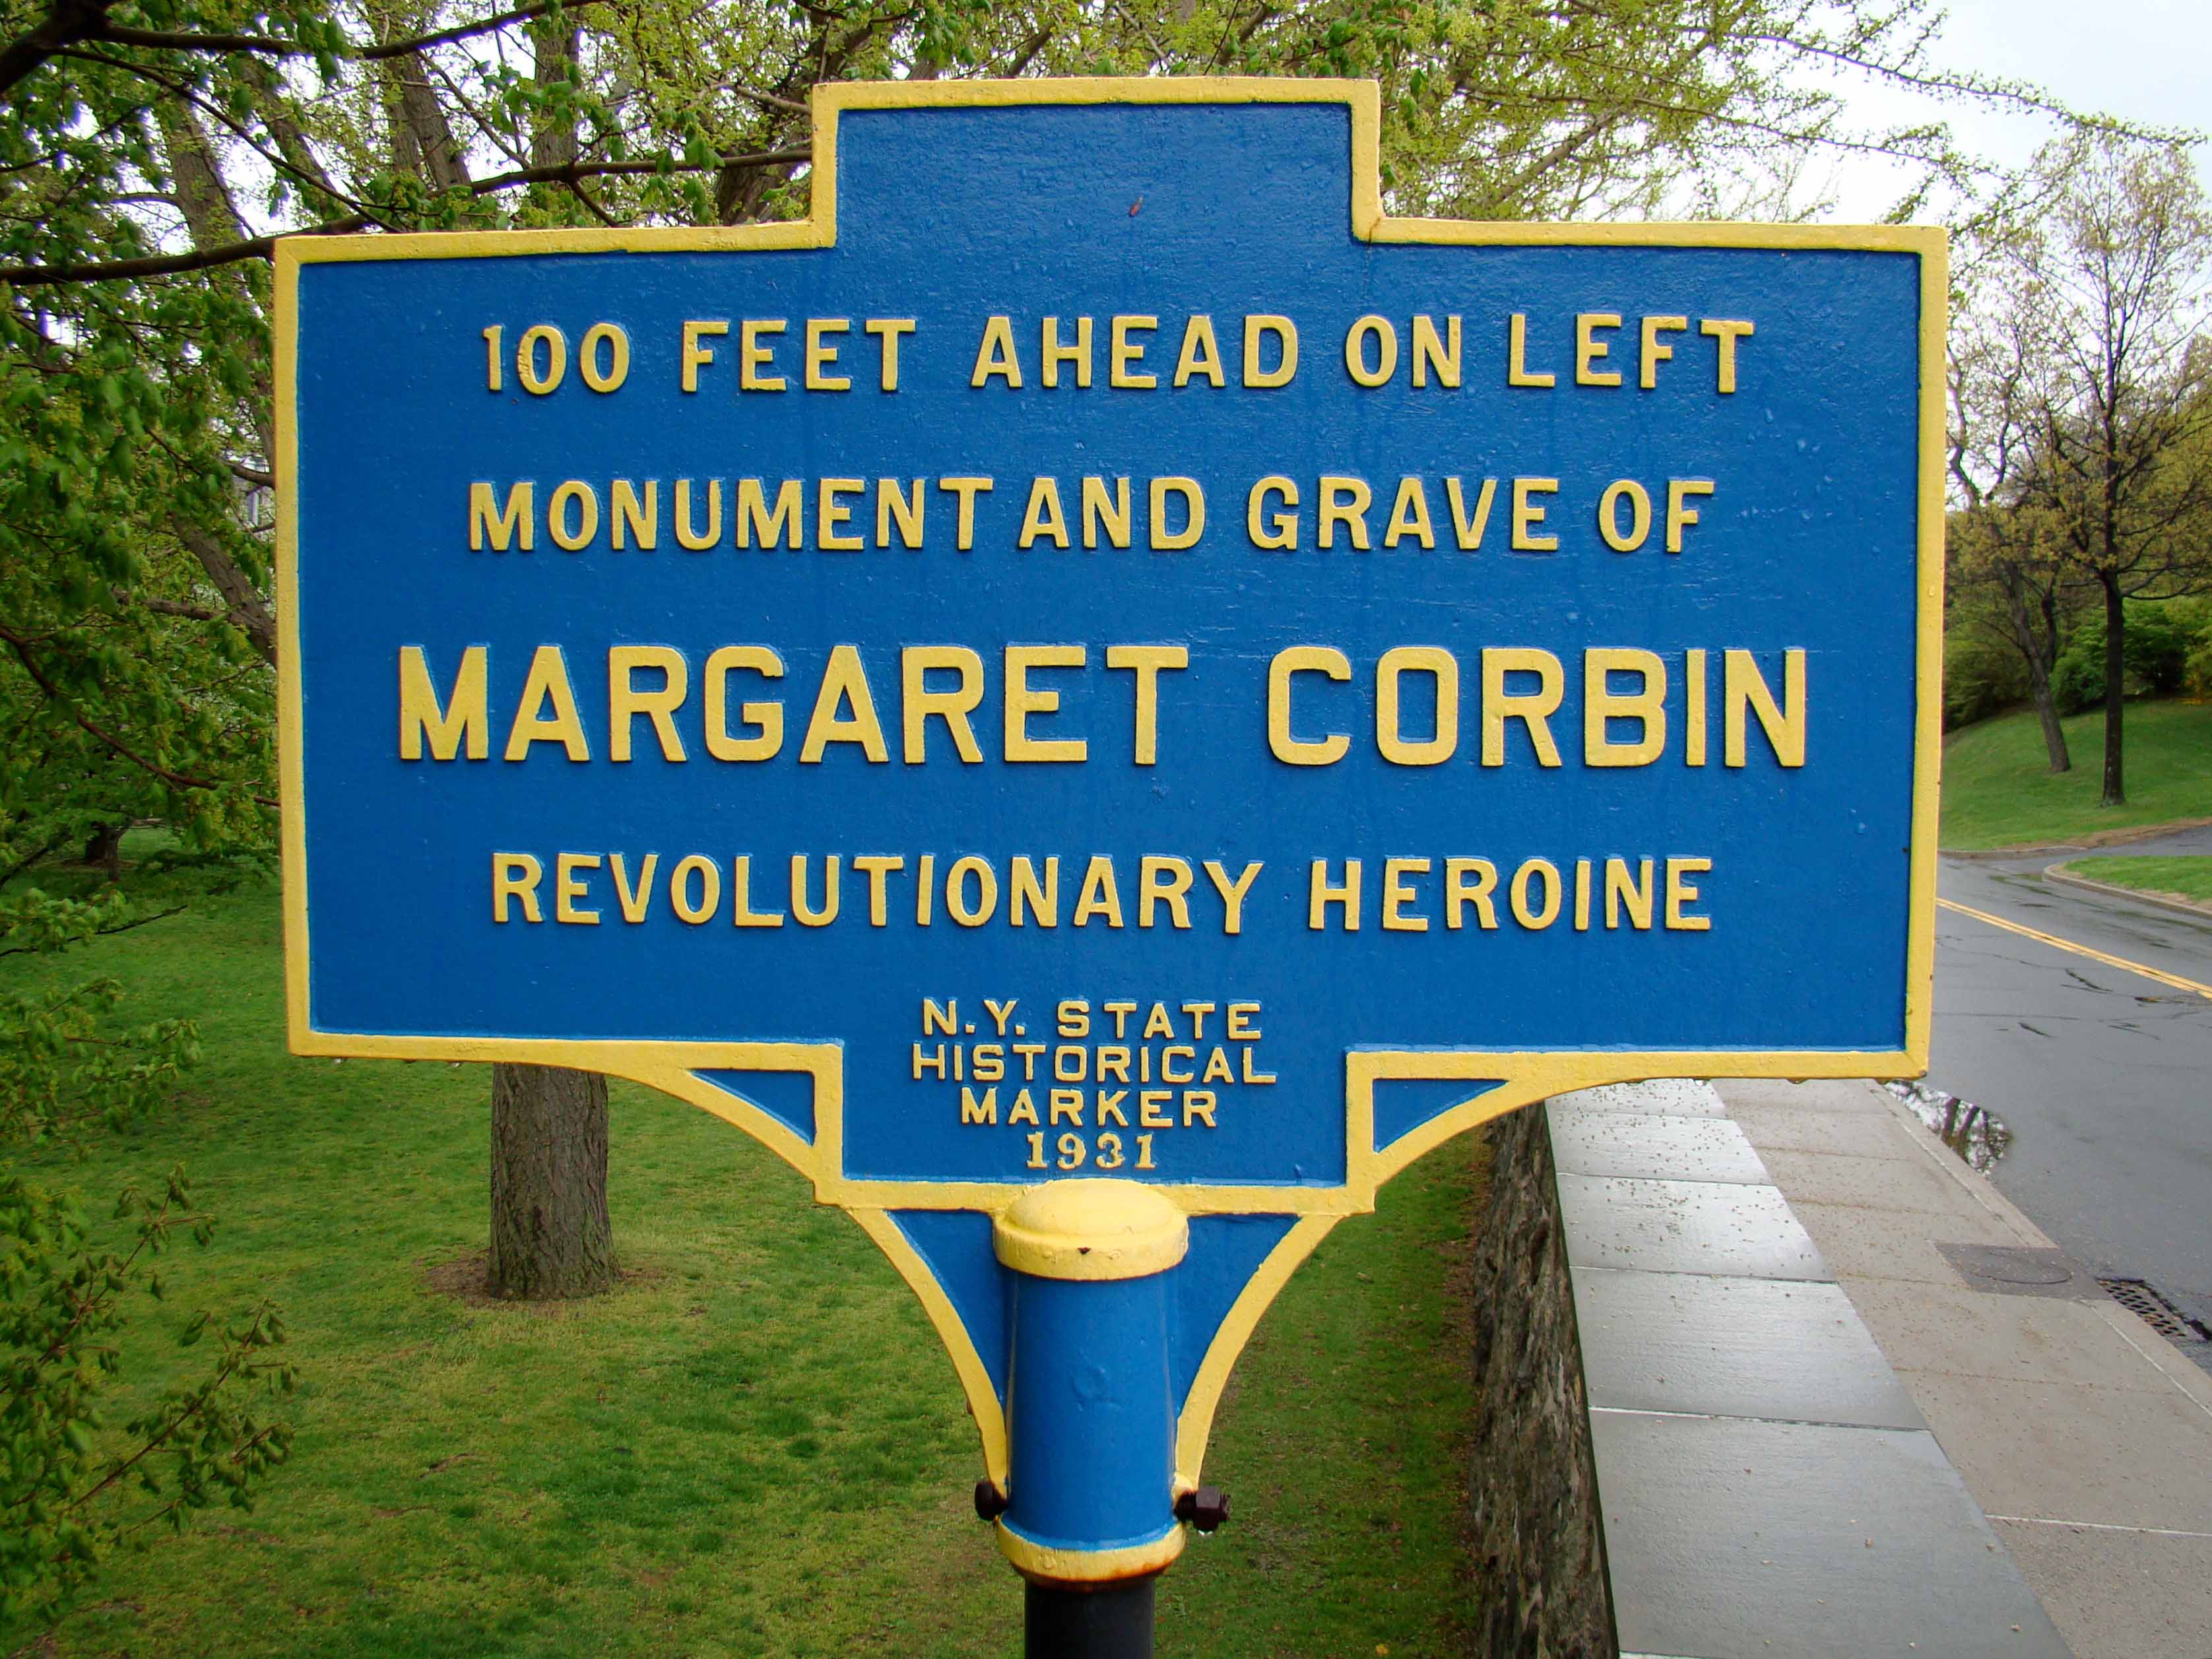 100 FEET AHEAD ON LEFT
MONUMENT AND GRAVE OF
MARGARET CORBIN
REVOLUTIONARY HEROINE
N.Y. STATE
HISTORICAL
MARKER
1931